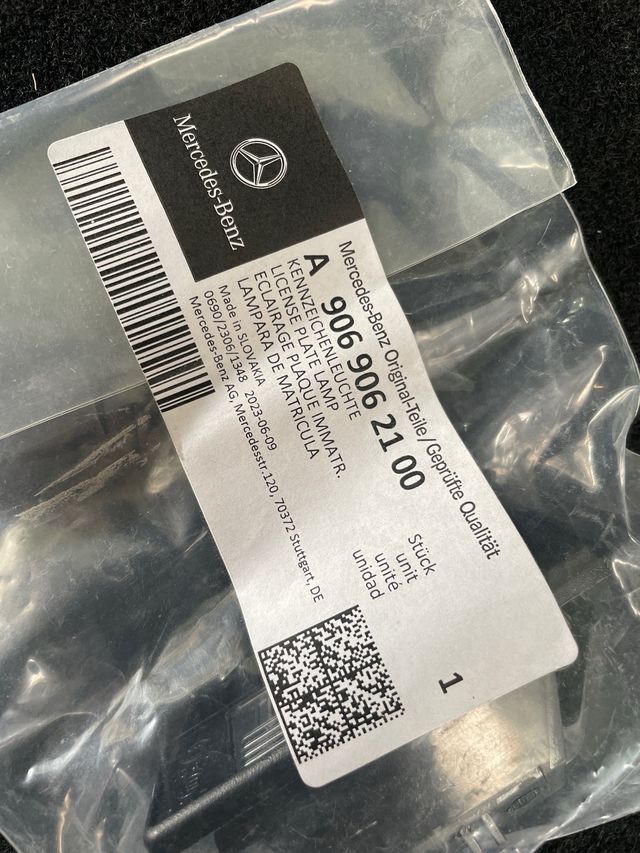 Mercedes-Benz
Mercedes-Benz Original-Teile/Geprüfte Qualität
A 906 906 21 00
KENNZEICHENLEUCHTE
LICENSE PLATE LAMP
ECLAIRAGE PLAQUE IMMATR.
LAMPARA DE MATRICULA
Made in SLOVAKIA
0690/2306/1348 2023-06-09
Mercedes-Benz AG, Mercedesstr.120, 70372 Stuttgart, DE
Stück
unit
unité
unidad
1